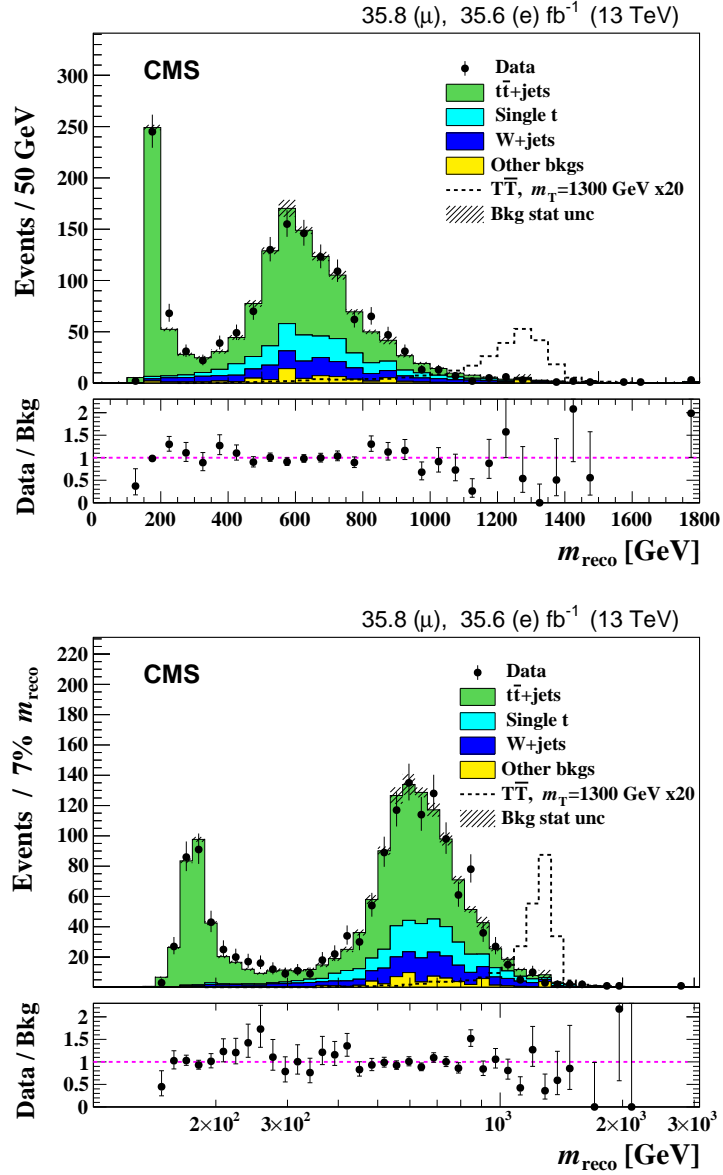 35.8 (μ), 35.6 (e) fb⁻¹ (13 TeV)
CMS
Data
tt̅+jets
Single t
W+jets
Other bkgs
TT̅, m_T=1300 GeV x20
Bkg stat unc
Events / 50 GeV
300
250
200
150
100
50
0
Data / Bkg
2
1.5
1
0.5
0
0 200 400 600 800 1000 1200 1400 1600 1800
m_reco [GeV]
35.8 (μ), 35.6 (e) fb⁻¹ (13 TeV)
CMS
Data
tt̅+jets
Single t
W+jets
Other bkgs
TT̅, m_T=1300 GeV x20
Bkg stat unc
Events / 7% m_reco
220
200
180
160
140
120
100
80
60
40
20
Data / Bkg
2
1.5
1
0.5
0
2×10² 3×10² 10³ 2×10³ 3×10³
m_reco [GeV]